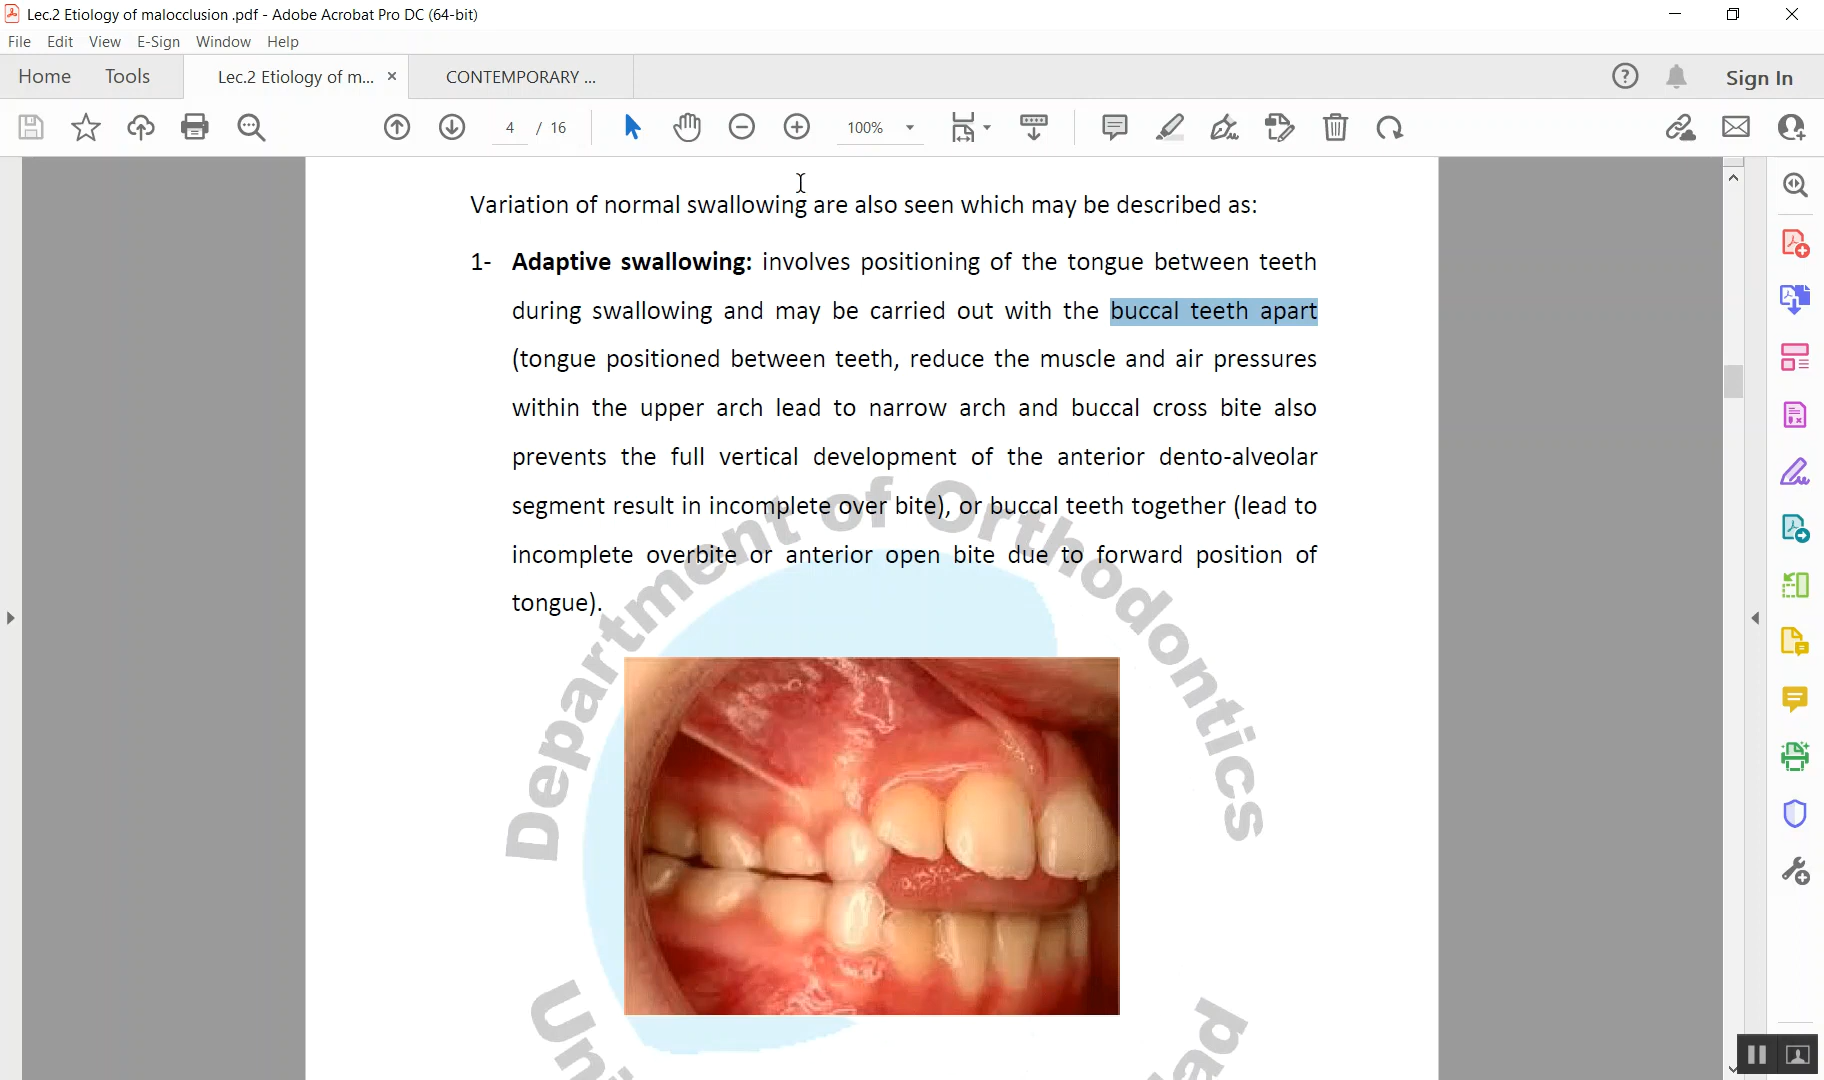 Lec.2 Etiology of malocclusion .pdf - Adobe Acrobat Pro DC (64-bit)
File Edit View E-Sign Window Help
Home Tools Lec.2 Etiology of m... × CONTEMPORARY ... Sign In
4 / 16 100%
Variation of normal swallowing are also seen which may be described as:
1- Adaptive swallowing: involves positioning of the tongue between teeth
during swallowing and may be carried out with the buccal teeth apart
(tongue positioned between teeth, reduce the muscle and air pressures
within the upper arch lead to narrow arch and buccal cross bite also
prevents the full vertical development of the anterior dento-alveolar
segment result in incomplete over bite), or buccal teeth together (lead to
incomplete overbite or anterior open bite due to forward position of
tongue).
Department of Orthodontics